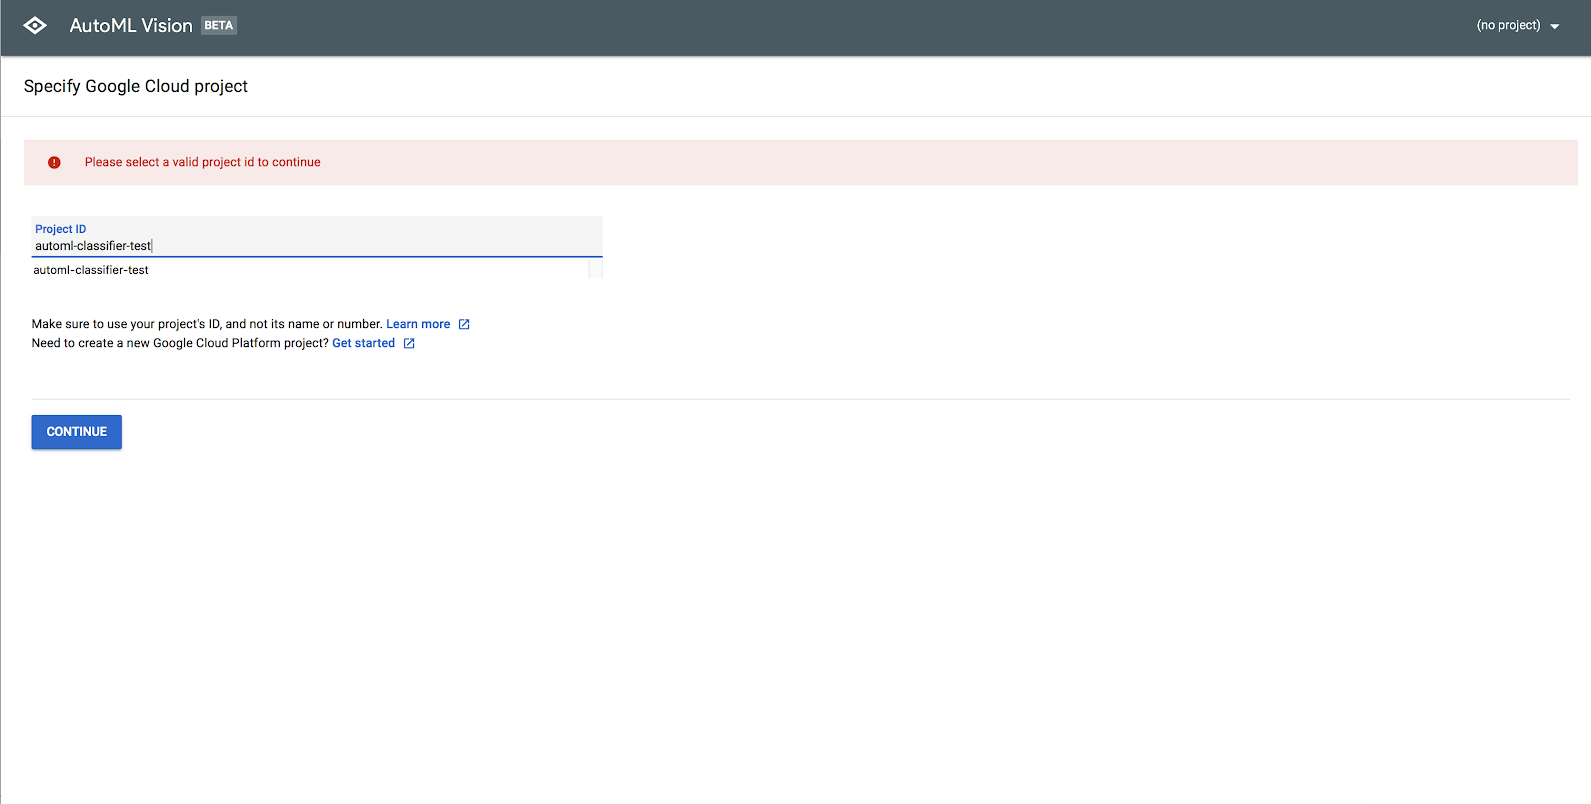 AutoML Vision BETA
(no project)
Specify Google Cloud project
Please select a valid project id to continue
Project ID
automl-classifier-test
automl-classifier-test
Make sure to use your project's ID, and not its name or number. Learn more
Need to create a new Google Cloud Platform project? Get started
CONTINUE